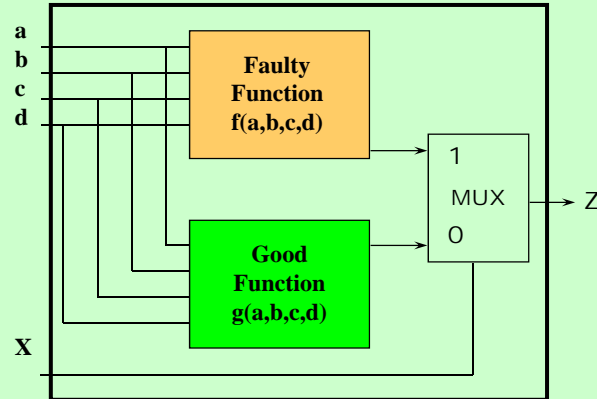 a
b
c
d
Faulty
Function
f(a,b,c,d)
1
MUX
0
Z
Good
Function
g(a,b,c,d)
X